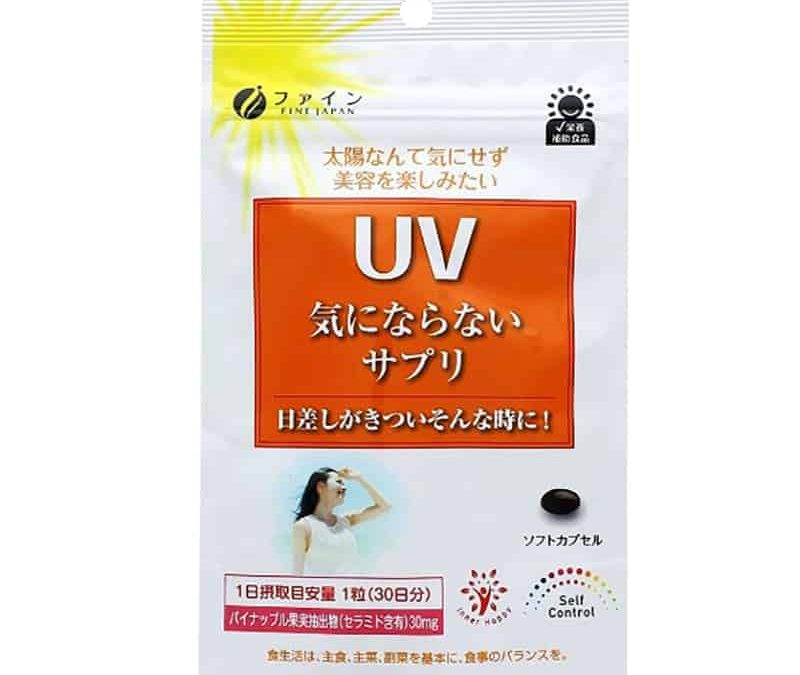 ファイン
FINE JAPAN
√栄養
補助食品
太陽なんて気にせず
美容を楽しみたい
UV
気にならない
サプリ
日差しがきついそんな時に!
ソフトカプセル
1日摂取目安量 1粒(30日分)
パイナップル果実抽出物(セラミド含有)30mg
Inner Happy
Self
Control
食生活は、主食、主菜、副菜を基本に、食事のバランスを。